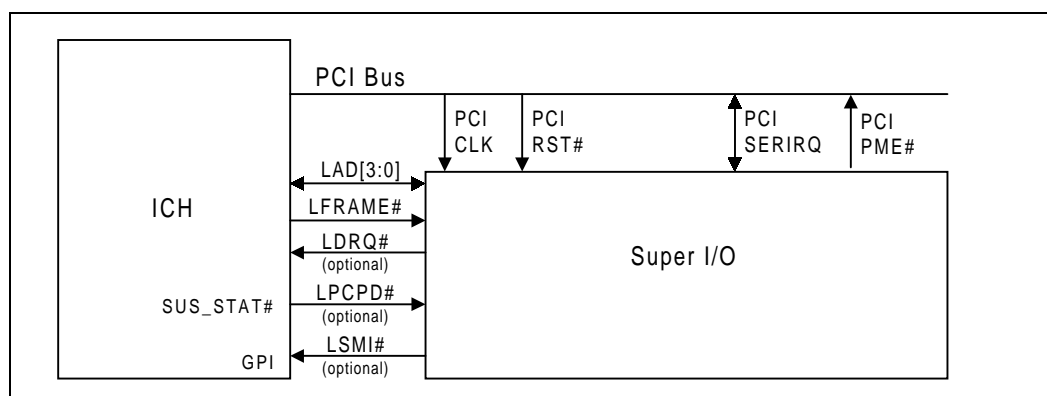 PCI Bus
PCI
CLK
PCI
RST#
PCI
SERIRQ
PCI
PME#
LAD[3:0]
ICH
LFRAME#
LDRQ#
(optional)
Super I/O
SUS_STAT#
LPCPD#
(optional)
GPI
LSMI#
(optional)